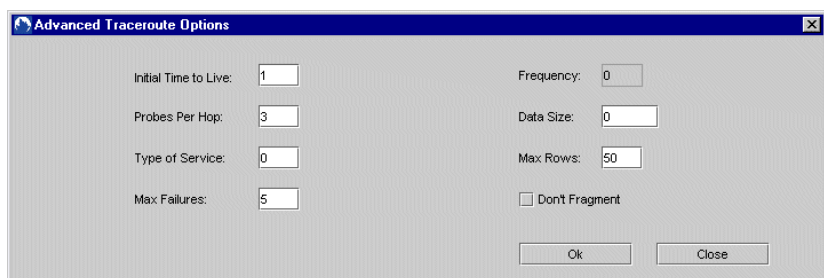 Advanced Traceroute Options
Initial Time to Live: 1
Frequency: 0
Probes Per Hop: 3
Data Size: 0
Type of Service: 0
Max Rows: 50
Max Failures: 5
Don't Fragment
Ok
Close